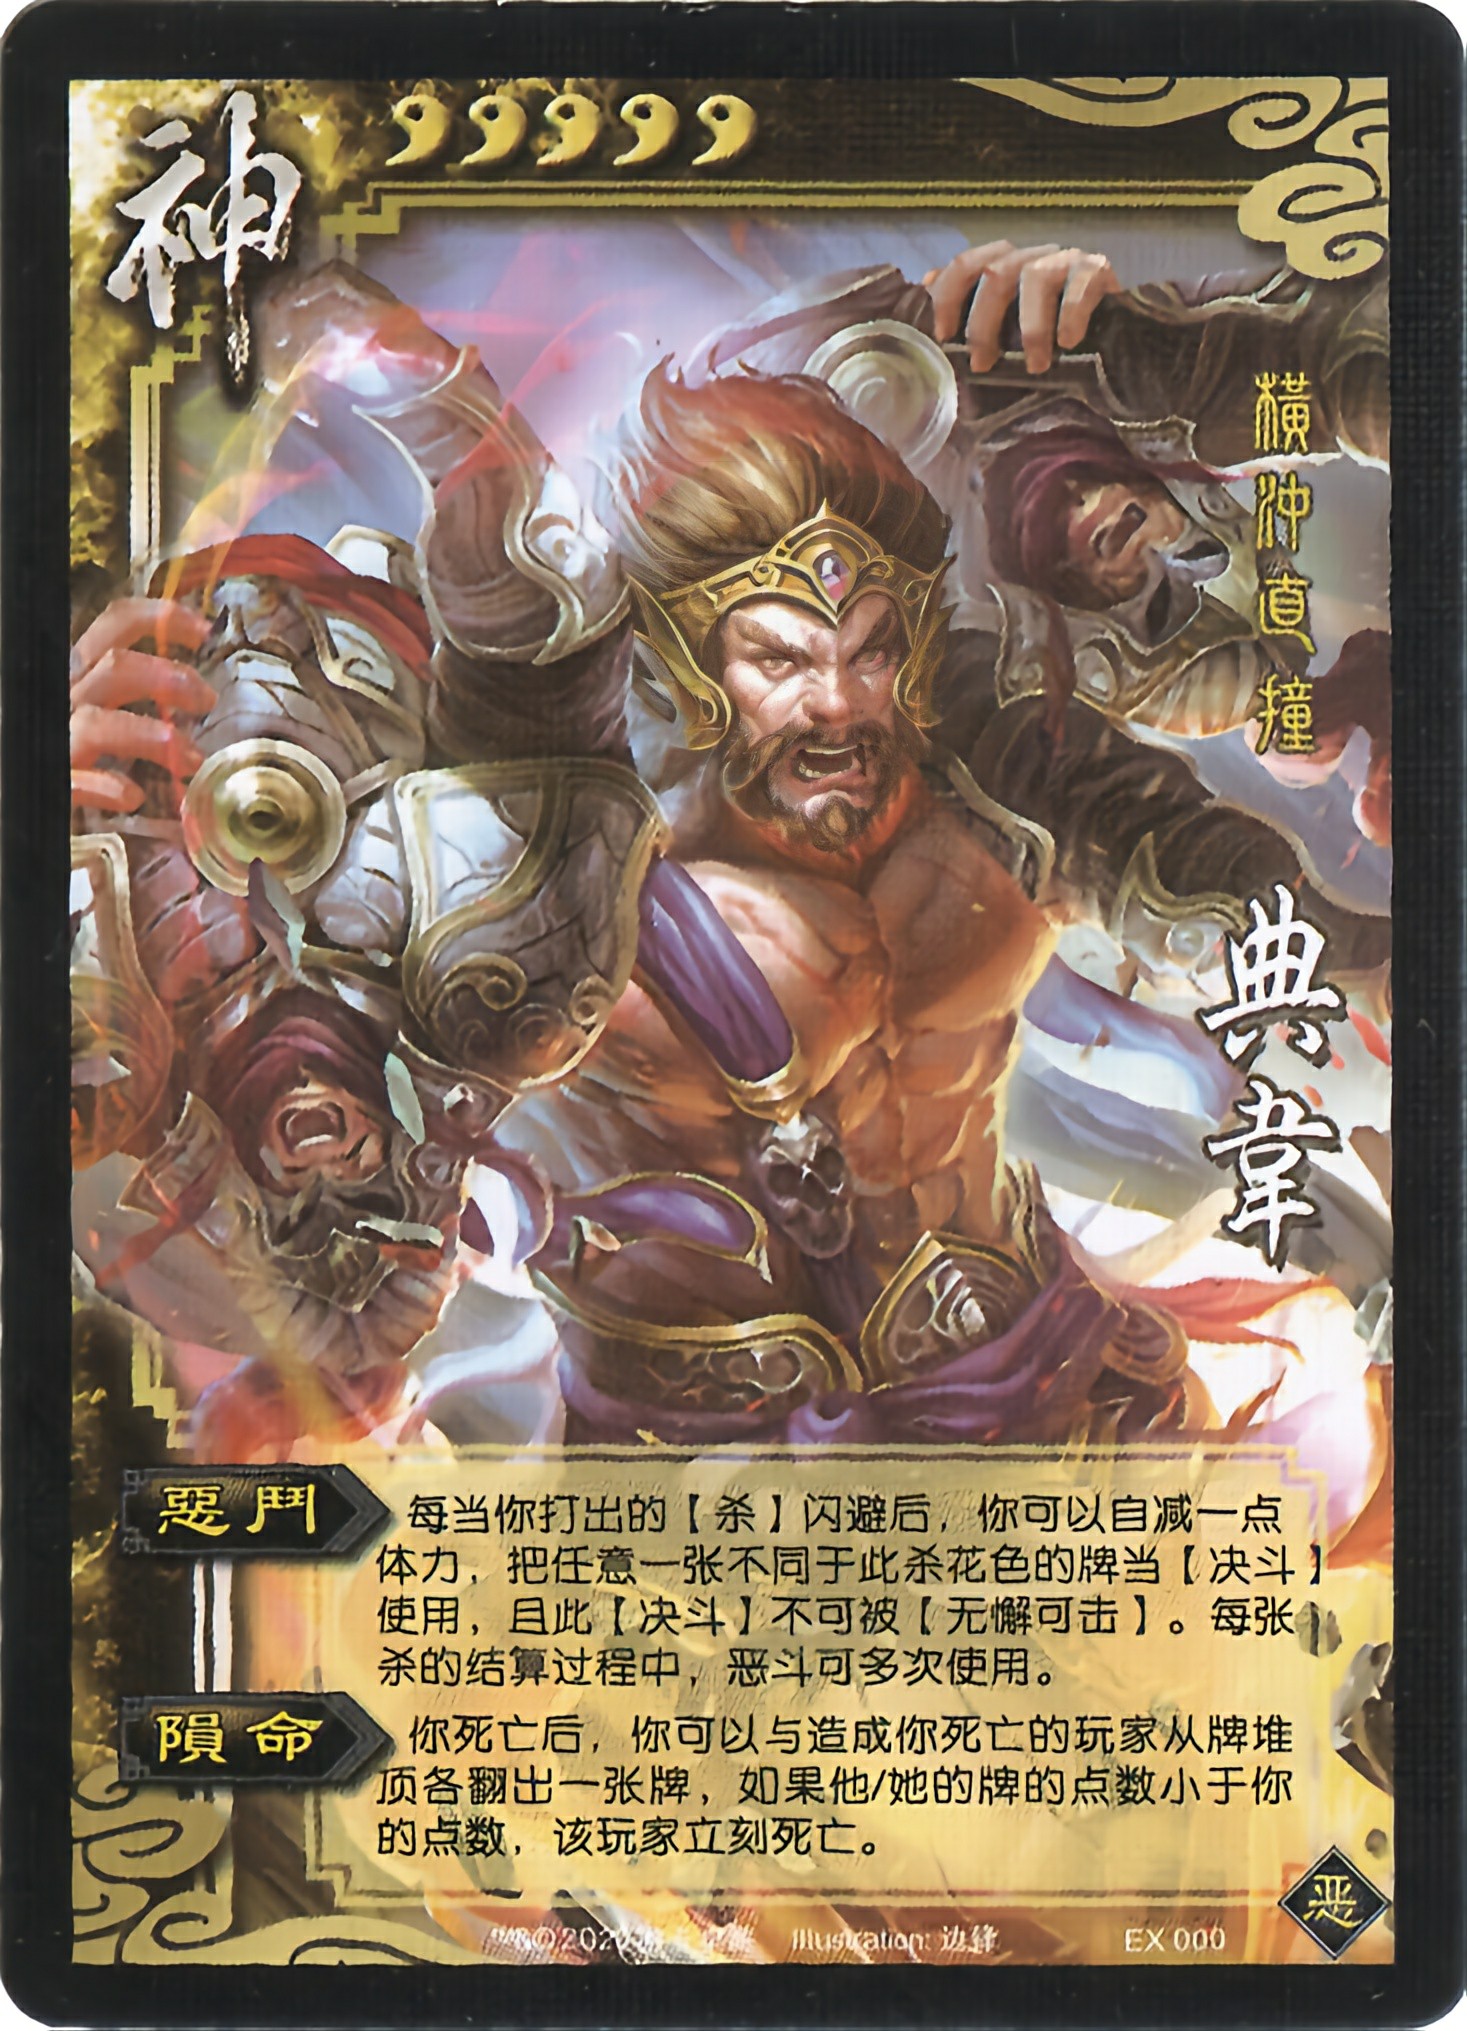 神
橫沖直撞
典韋
惡鬥
每当你打出的【杀】闪避后，你可以自减一点
体力，把任意一张不同于此杀花色的牌当【决斗】
使用，且此【决斗】不可被【无懈可击】。每张
杀的结算过程中，恶斗可多次使用。
隕命
你死亡后，你可以与造成你死亡的玩家从牌堆
顶各翻出一张牌，如果他/她的牌的点数小于你
的点数，该玩家立刻死亡。
Illustration: 边锋
EX 000
恶